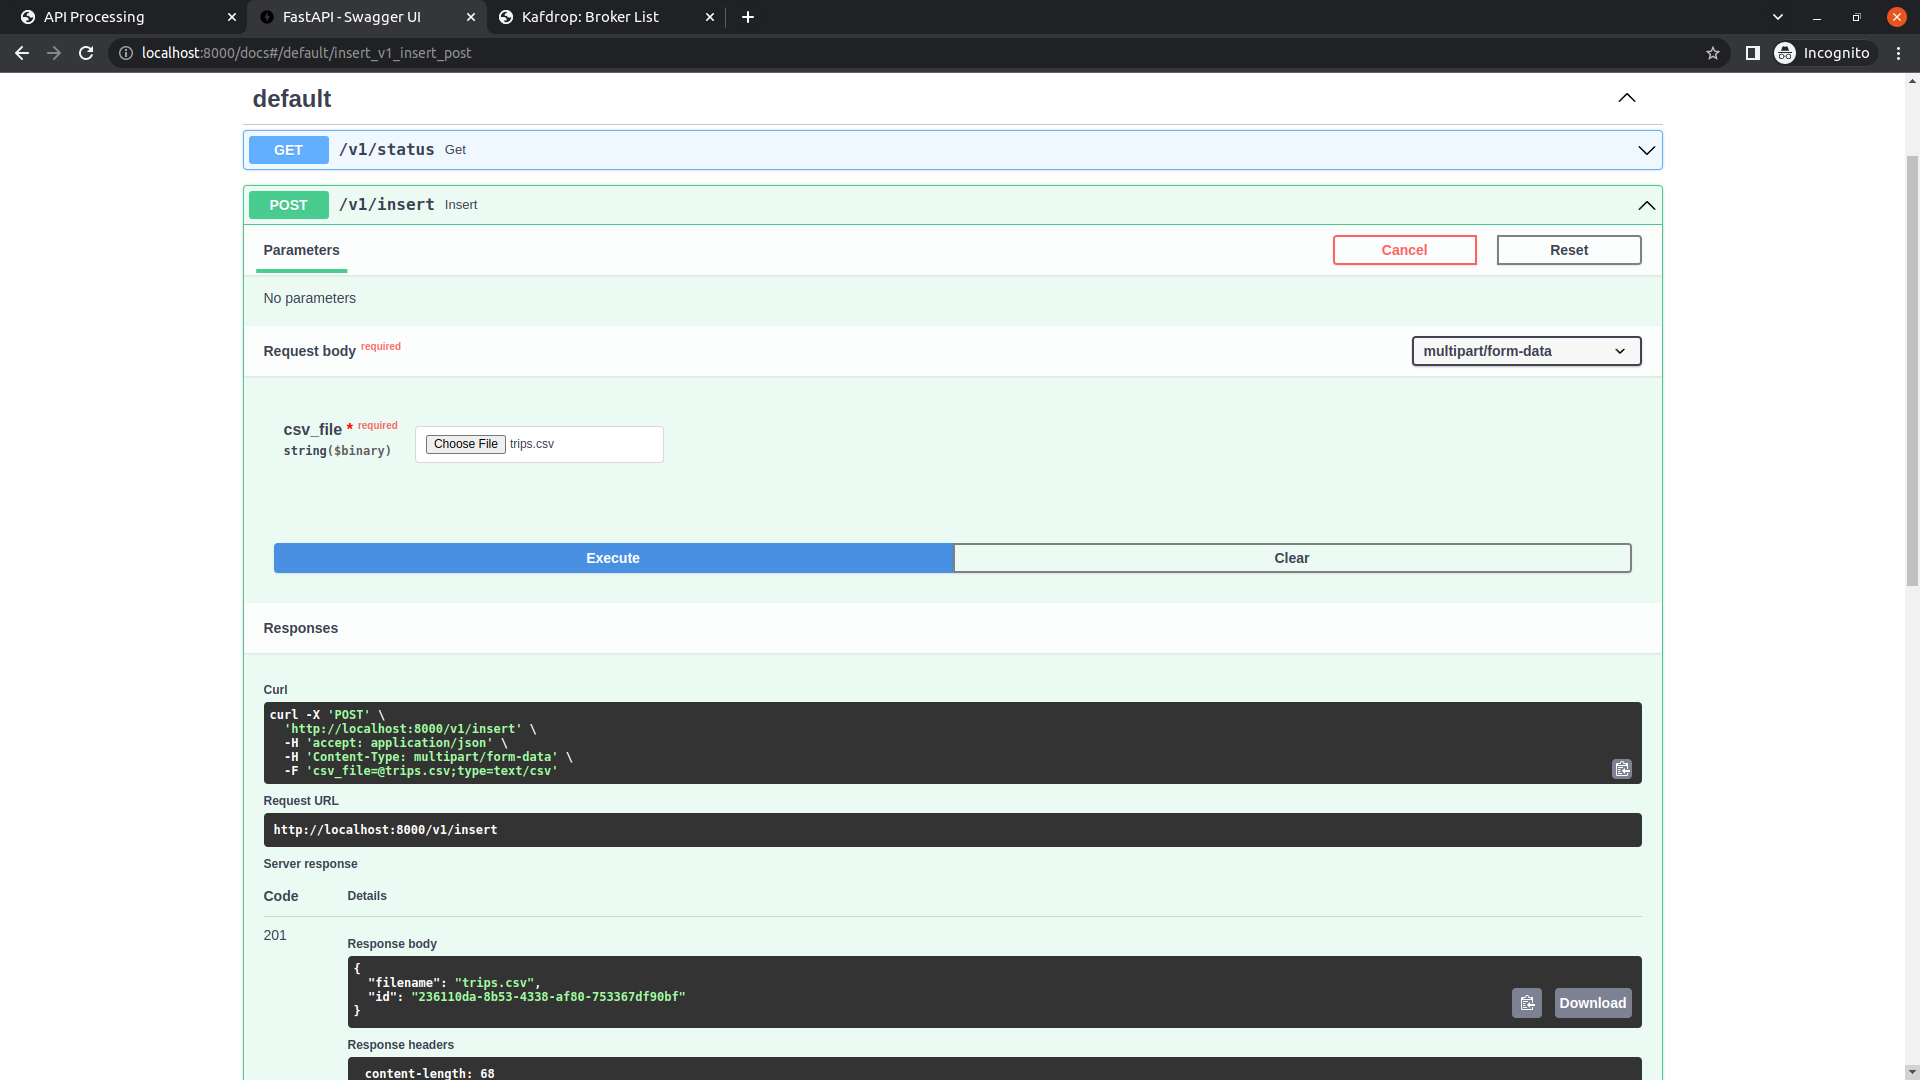 API Processing
FastAPI - Swagger UI
Kafdrop: Broker List
localhost:8000/docs#/default/insert_v1_insert_post
Incognito
default
GET /v1/status Get
POST /v1/insert Insert
Parameters
Cancel
Reset
No parameters
Request body required
multipart/form-data
csv_file * required
string($binary)
Choose File trips.csv
Execute
Clear
Responses
Curl
curl -X 'POST' \
'http://localhost:8000/v1/insert' \
-H 'accept: application/json' \
-H 'Content-Type: multipart/form-data' \
-F 'csv_file=@trips.csv;type=text/csv'
Request URL
http://localhost:8000/v1/insert
Server response
Code Details
201
Response body
{
"filename": "trips.csv",
"id": "236110da-8b53-4338-af80-753367df90bf"
}
Download
Response headers
content-length: 68